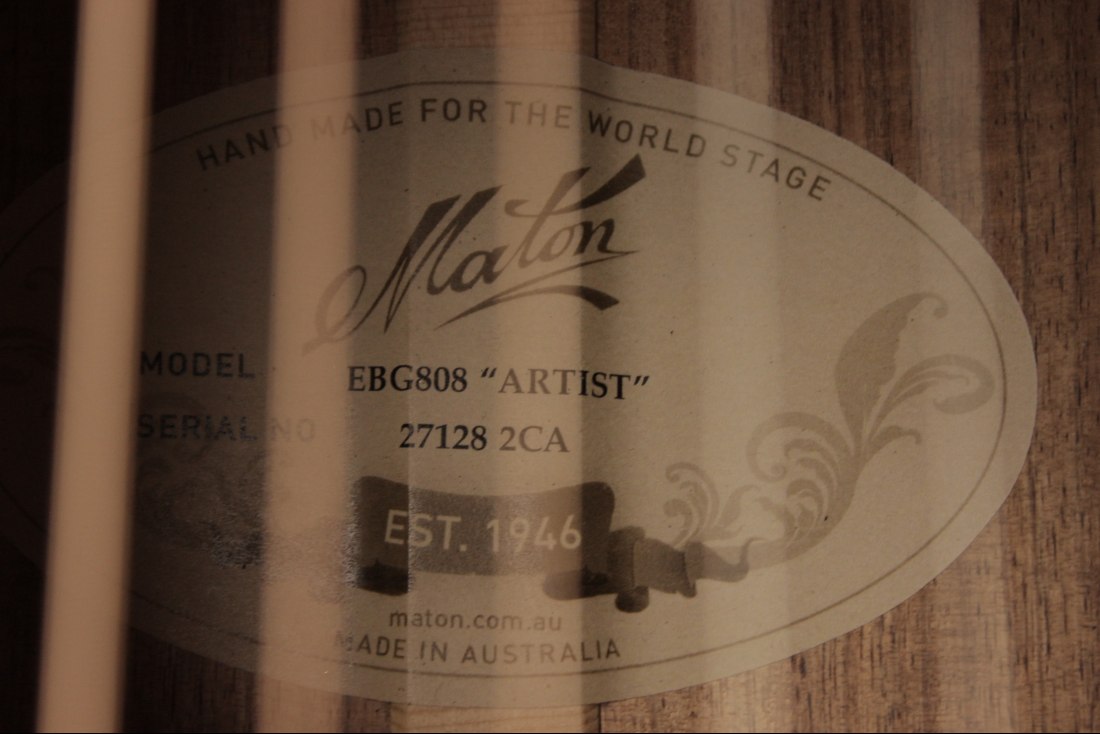 HAND MADE FOR THE WORLD STAGE
Maton
MODEL EBG808 “ARTIST”
SERIAL NO 27128 2CA
EST. 1946
maton.com.au
MADE IN AUSTRALIA